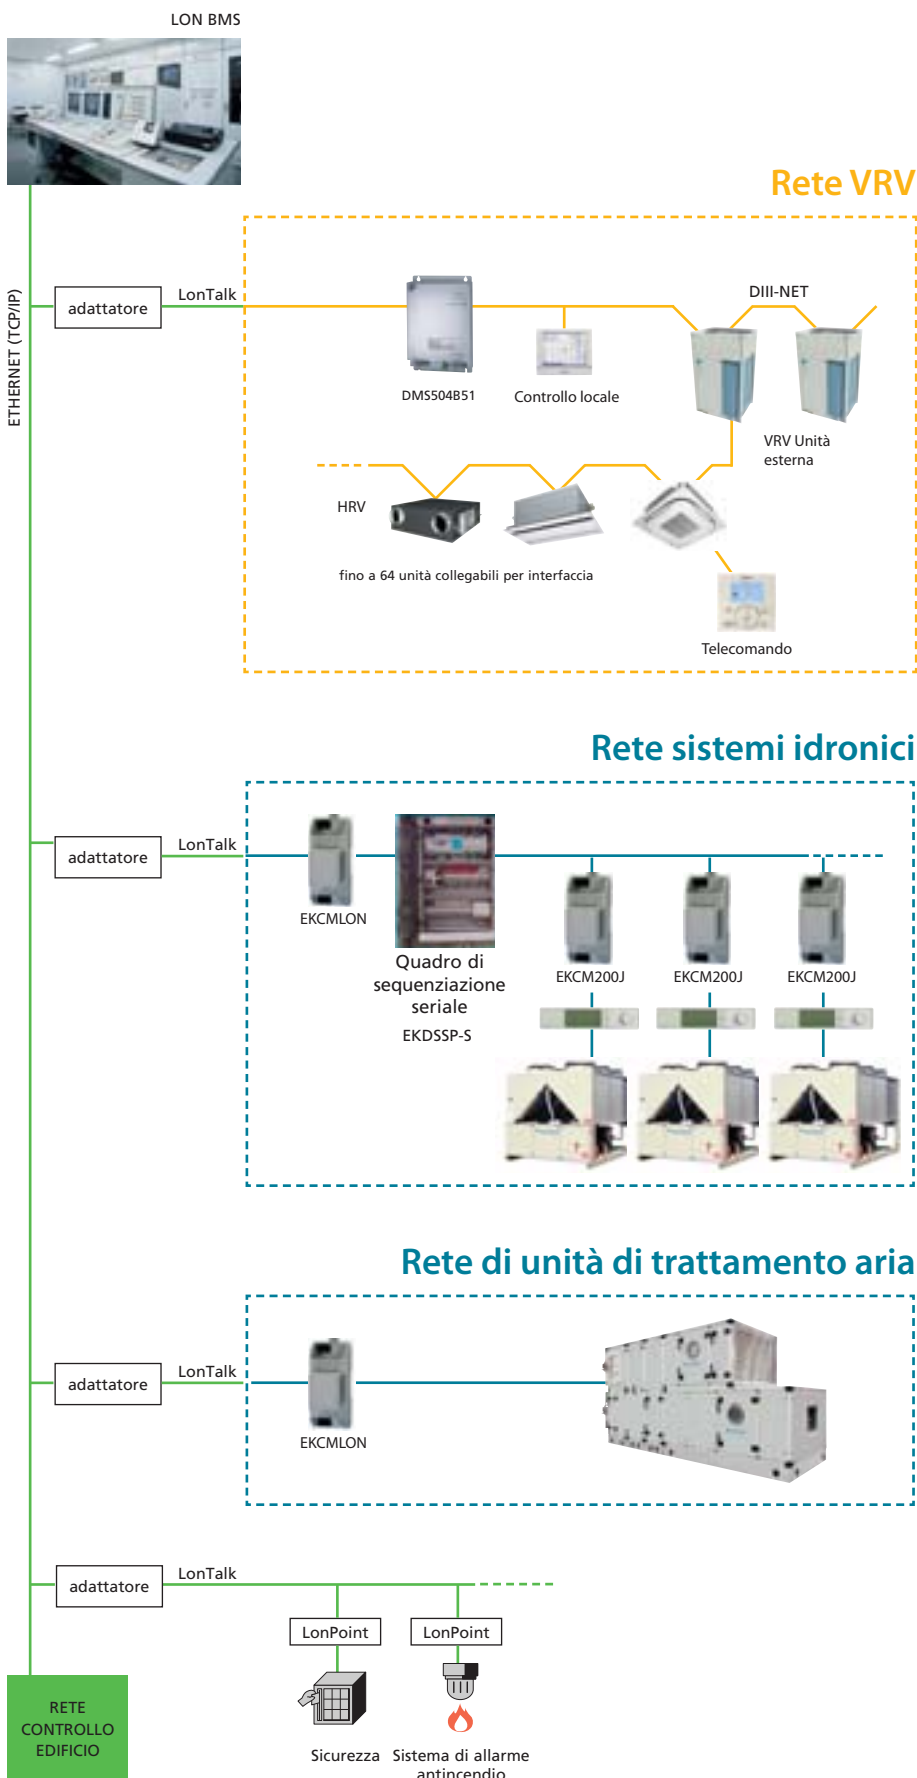 LON BMS
Rete VRV
ETHERNET (TCP/IP)
adattatore
LonTalk
DIII-NET
DMS504B51
Controllo locale
VRV Unità
esterna
HRV
fino a 64 unità collegabili per interfaccia
Telecomando
Rete sistemi idronici
adattatore
LonTalk
EKCMLON
Quadro di
sequenziazione
seriale
EKDSSP-S
EKCM200J
EKCM200J
EKCM200J
Rete di unità di trattamento aria
adattatore
LonTalk
EKCMLON
adattatore
LonTalk
LonPoint
LonPoint
RETE
CONTROLLO
EDIFICIO
Sicurezza
Sistema di allarme
antincendio